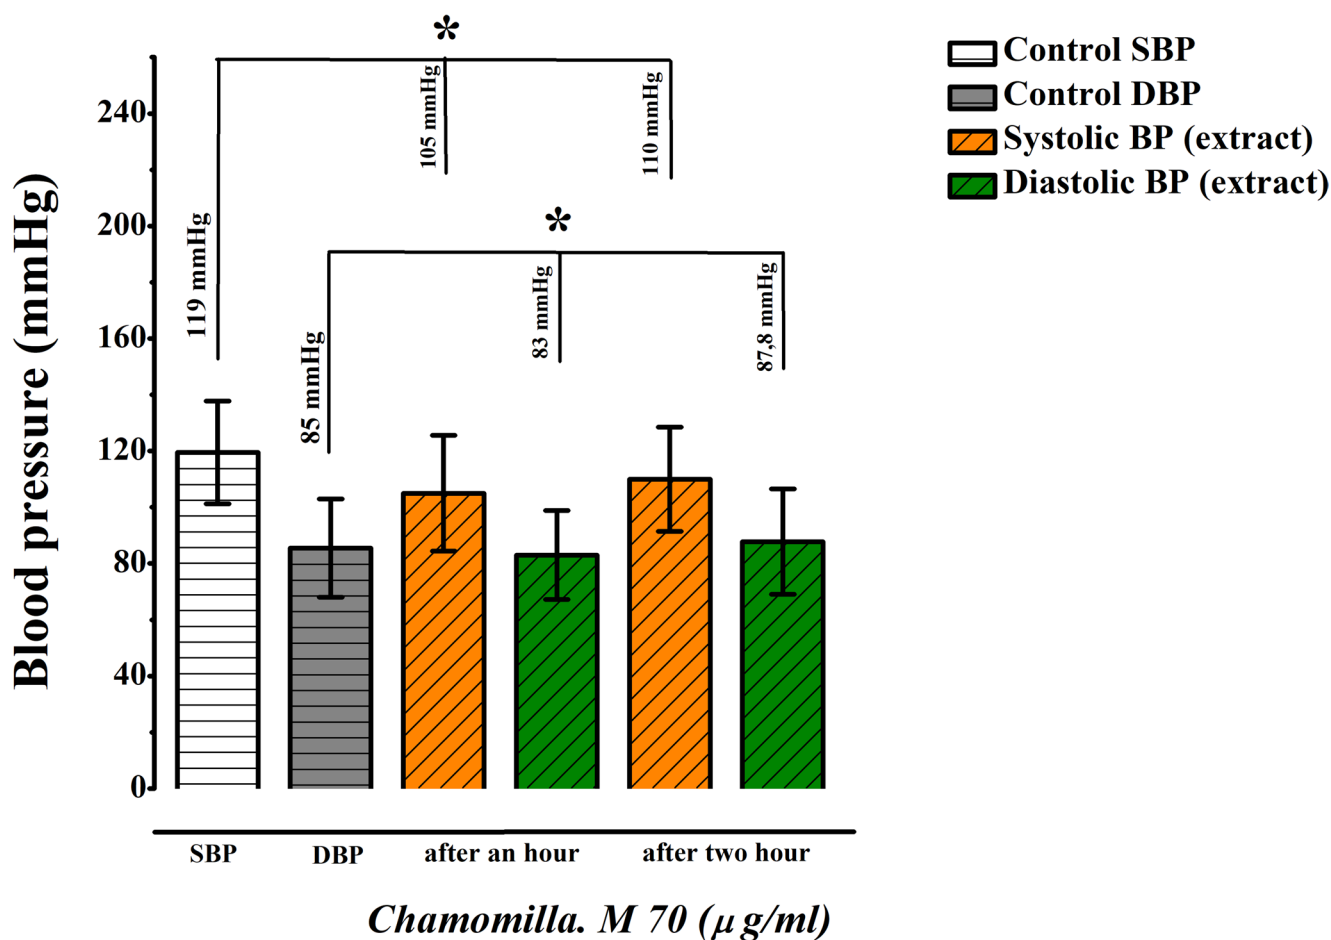 *
Control SBP
Control DBP
Systolic BP (extract)
Diastolic BP (extract)
Blood pressure (mmHg)
240
200
160
120
80
40
0
119 mmHg
105 mmHg
110 mmHg
*
85 mmHg
83 mmHg
87,8 mmHg
SBP DBP after an hour after two hour
Chamomilla. M 70 (μ g/ml)